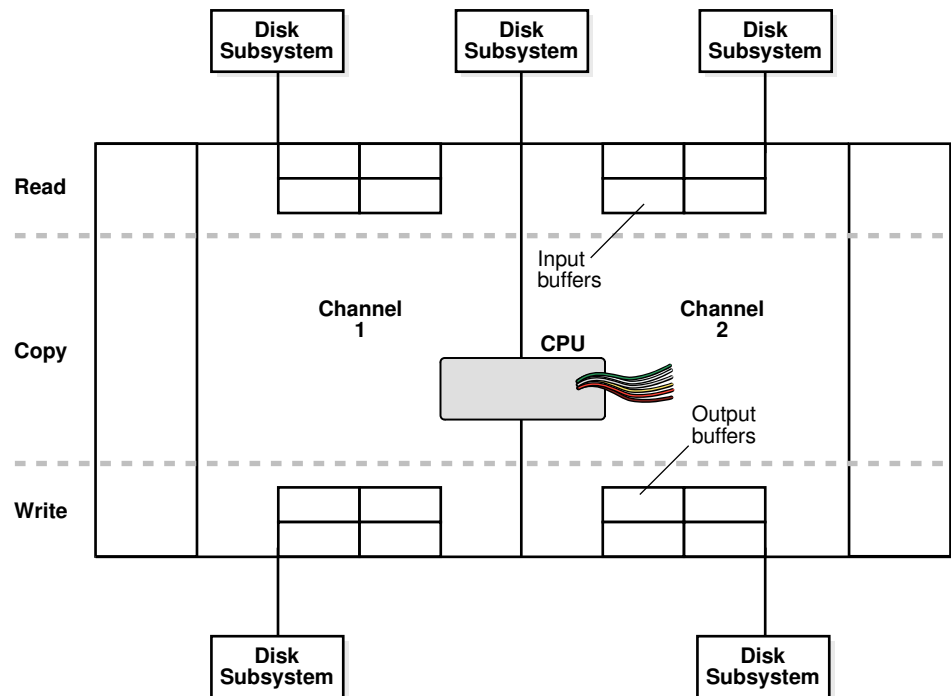 Disk
Subsystem
Disk
Subsystem
Disk
Subsystem
Read
Input
buffers
Channel
1
Channel
2
Copy
CPU
Output
buffers
Write
Disk
Subsystem
Disk
Subsystem